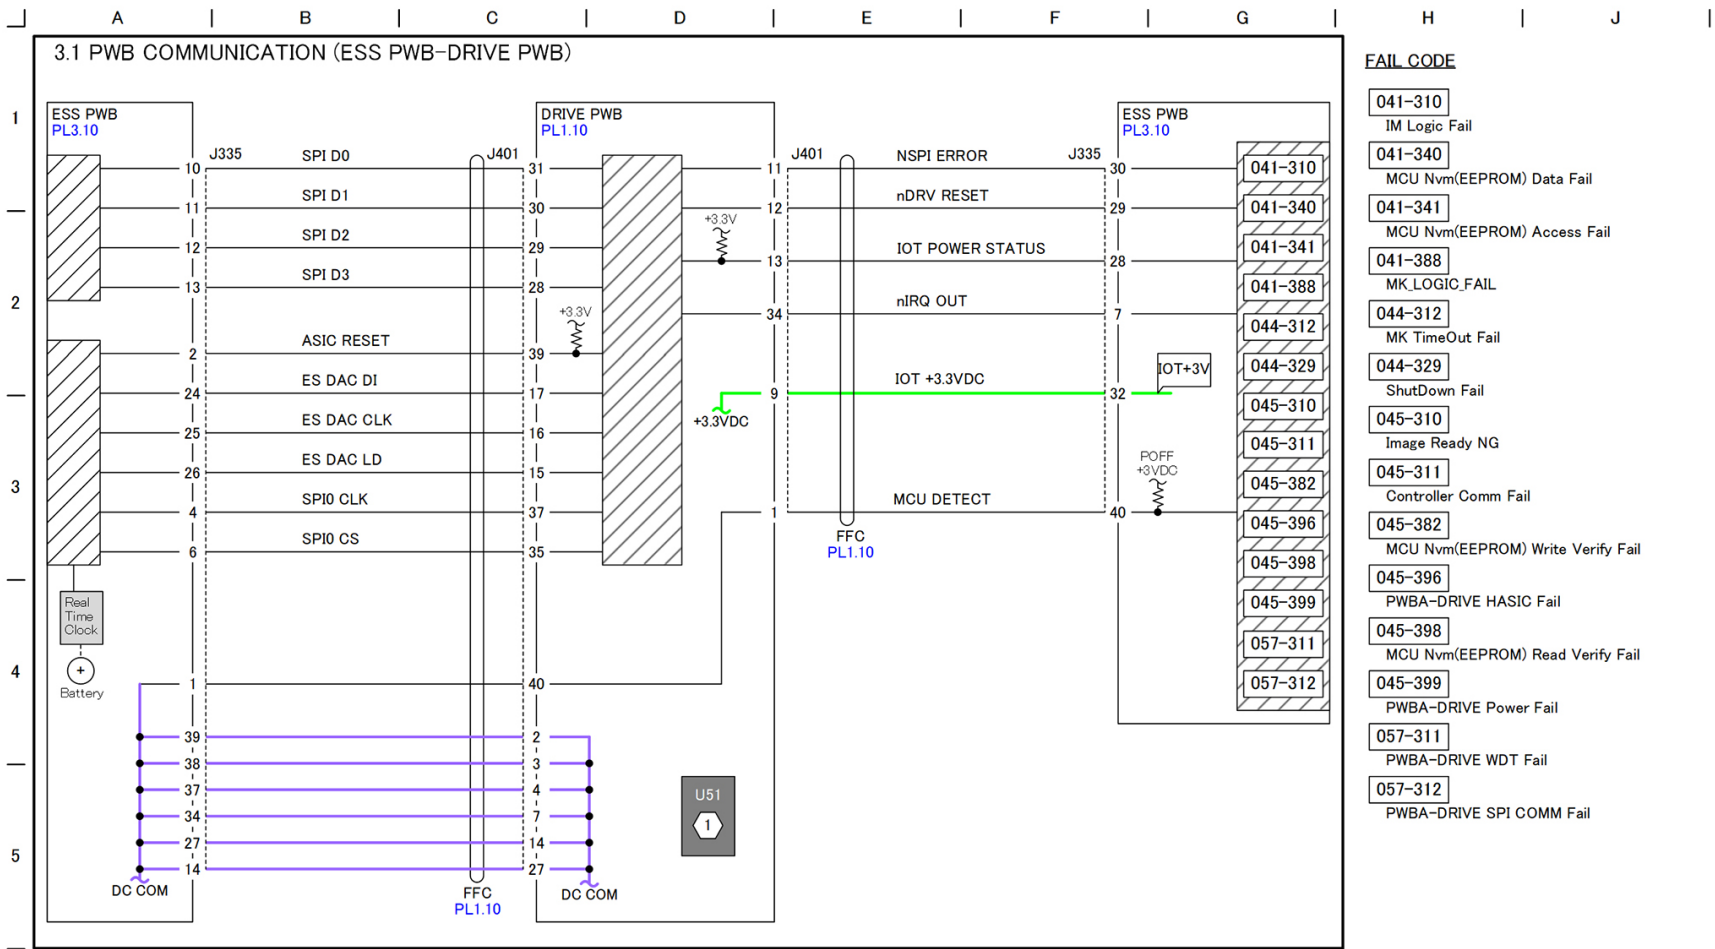 A B C D E F G H J
3.1 PWB COMMUNICATION (ESS PWB-DRIVE PWB)
FAIL CODE
1
2
3
4
5
ESS PWB
PL3.10
J335
10 SPI D0 31
11 SPI D1 30
12 SPI D2 29
13 SPI D3 28
2 ASIC RESET 39
24 ES DAC DI 17
25 ES DAC CLK 16
26 ES DAC LD 15
4 SPI0 CLK 37
6 SPI0 CS 35
Real
Time
Clock
+
Battery
1 40
39 2
38 3
37 4
34 7
27 14
14 27
DC COM
FFC
PL1.10
DC COM
J401
DRIVE PWB
PL1.10
+3.3V
+3.3V
+3.3VDC
U51
1
J401
J335
11 NSPI ERROR 30
12 nDRV RESET 29
13 IOT POWER STATUS 28
34 nIRQ OUT 7
9 IOT +3.3VDC 32
1 MCU DETECT 40
FFC
PL1.10
ESS PWB
PL3.10
IOT+3V
POFF
+3VDC
041-310
041-340
041-341
041-388
044-312
044-329
045-310
045-311
045-382
045-396
045-398
045-399
057-311
057-312
041-310
IM Logic Fail
041-340
MCU Nvm(EEPROM) Data Fail
041-341
MCU Nvm(EEPROM) Access Fail
041-388
MK_LOGIC_FAIL
044-312
MK TimeOut Fail
044-329
ShutDown Fail
045-310
Image Ready NG
045-311
Controller Comm Fail
045-382
MCU Nvm(EEPROM) Write Verify Fail
045-396
PWBA-DRIVE HASIC Fail
045-398
MCU Nvm(EEPROM) Read Verify Fail
045-399
PWBA-DRIVE Power Fail
057-311
PWBA-DRIVE WDT Fail
057-312
PWBA-DRIVE SPI COMM Fail